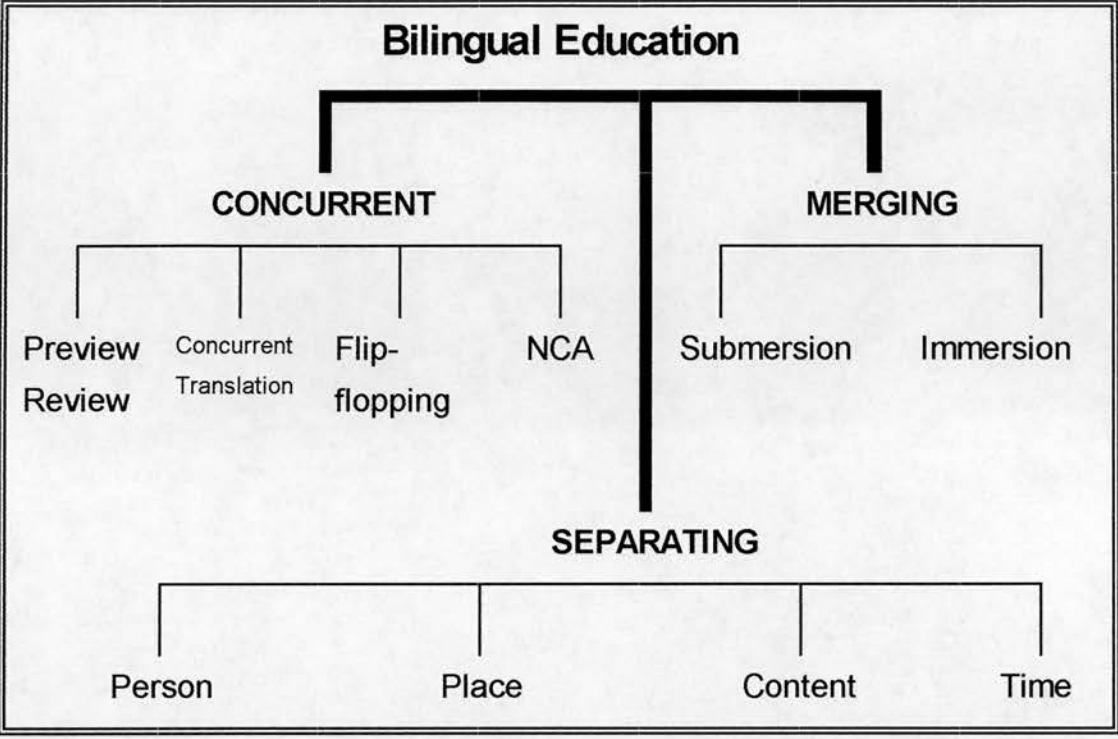 Bilingual Education
CONCURRENT
MERGING
Preview
Review
Concurrent
Translation
Flip-
flopping
NCA
Submersion
Immersion
SEPARATING
Person
Place
Content
Time